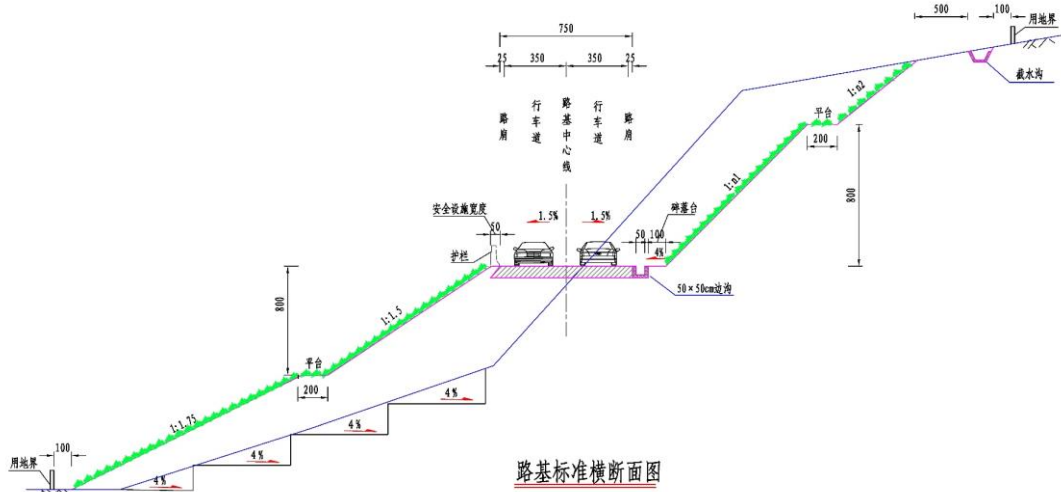 500
100
用地界
750
25
350
350
25
截水沟
路肩
行车道
路基中心线
行车道
路肩
1:n2
平台
200
1:n1
800
安全设施宽度
50
1.5%
1.5%
碎落台
50
100
4%
护栏
50×50cm边沟
800
1:1.5
平台
200
4%
1:1.75
4%
100
4%
用地界
4%
路基标准横断面图